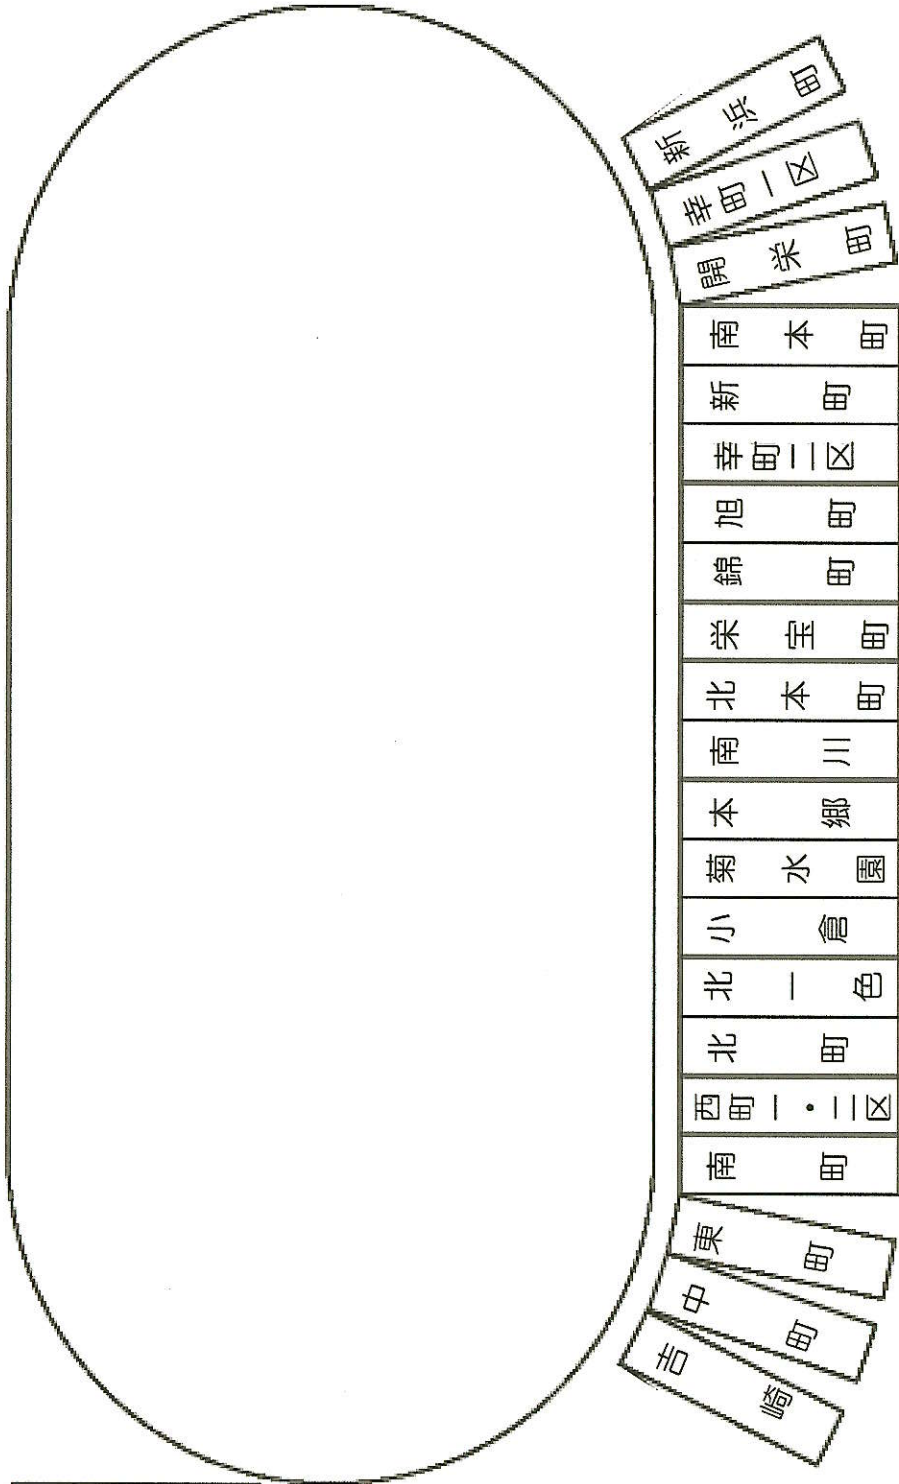 新浜町
幸町一区
開栄町
南本町
新町
幸町二区
旭町
錦町
栄宝町
北本町
南川
本郷
菊水園
小倉
北一色
北町
西町一・二区
南町
東町
中町
吉崎